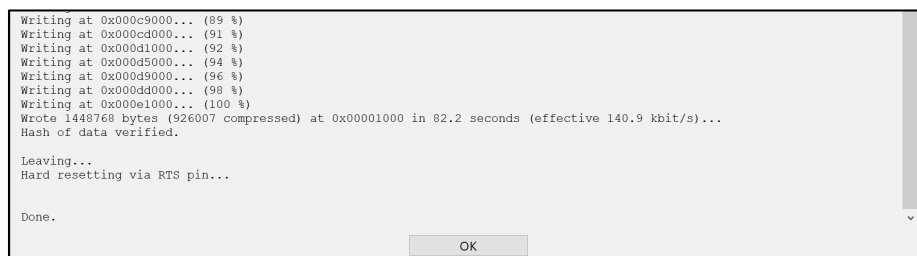 Writing at 0x000c9000... (89 %)
Writing at 0x000cd000... (91 %)
Writing at 0x000d1000... (92 %)
Writing at 0x000d5000... (94 %)
Writing at 0x000d9000... (96 %)
Writing at 0x000dd000... (98 %)
Writing at 0x000e1000... (100 %)
Wrote 1448768 bytes (926007 compressed) at 0x00001000 in 82.2 seconds (effective 140.9 kbit/s)...
Hash of data verified.
Leaving...
Hard resetting via RTS pin...
Done.
OK